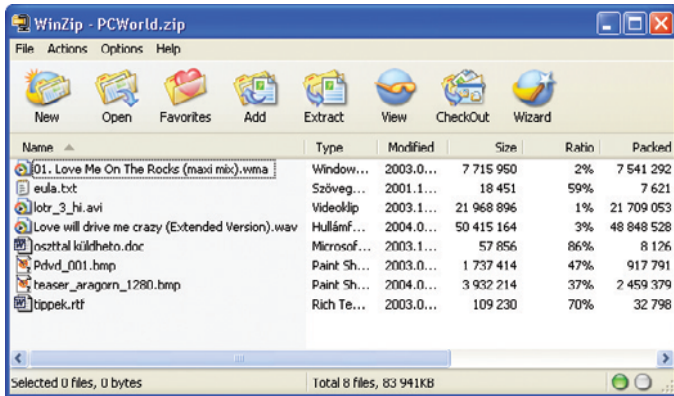 WinZip - PCWorld.zip
File Actions Options Help
New Open Favorites Add Extract View CheckOut Wizard
Name Type Modified Size Ratio Packed
01. Love Me On The Rocks (maxi mix).wma Window... 2003.0... 7 715 950 2% 7 541 292
eula.txt Szöveg... 2001.1... 18 451 59% 7 621
lotr_3_hi.avi Videoklip 2003.1... 21 968 896 1% 21 709 053
Love will drive me crazy (Extended Version).wav Hullámf... 2004.0... 50 415 164 3% 48 848 528
oszttal küldheto.doc Microsof... 2003.1... 57 856 86% 8 126
Pdvd_001.bmp Paint Sh... 2003.0... 1 737 414 47% 917 791
teaser_aragorn_1280.bmp Paint Sh... 2004.0... 3 932 214 37% 2 459 379
tippek.rtf Rich Te... 2003.0... 109 230 70% 32 798
Selected 0 files, 0 bytes Total 8 files, 83 941KB